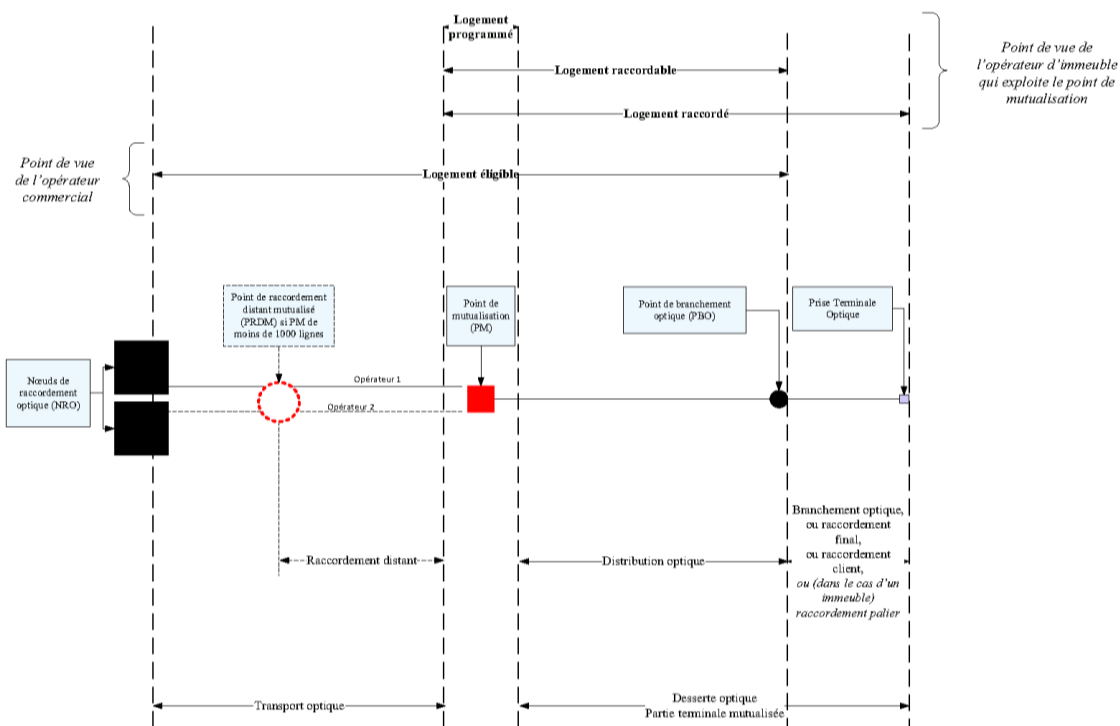 Logement
programmé
Logement raccordable
Logement raccordé
Point de vue de
l'opérateur d'immeuble
qui exploite le point de
mutualisation
Point de vue
de l'opérateur
commercial
Logement éligible
Point de raccordement
distant mutualisé
(PRDM) si PM de
moins de 1000 lignes
Point de
mutualisation
(PM)
Point de branchement
optique (PBO)
Prise Terminale
Optique
Nœuds de
raccordement
optique (NRO)
Opérateur 1
Opérateur 2
Raccordement distant
Distribution optique
Branchement optique,
ou raccordement
final,
ou raccordement
client,
ou (dans le cas d'un
immeuble)
raccordement palier
Transport optique
Desserte optique
Partie terminale mutualisée